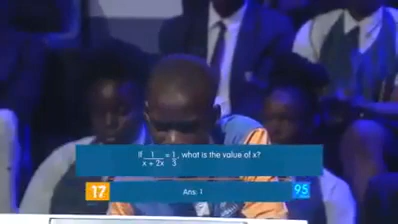 If 1/(x + 2x) = 1/3, what is the value of x?
17
Ans: 1
95